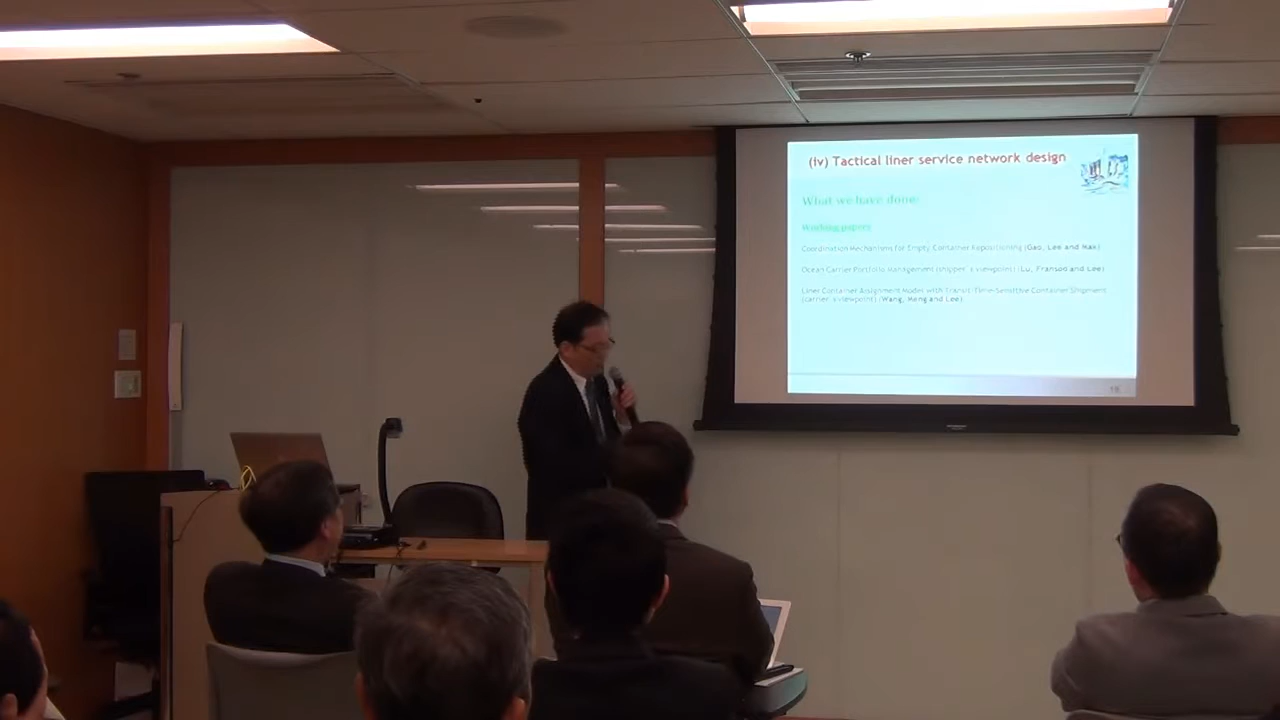 (iv) Tactical liner service network design
What we have done:
Working papers
Coordination Mechanisms for Empty Container Repositioning (Gao, Lee and Mak)
Ocean Carrier Portfolio Management (shipper's viewpoint) (Lu, Fransoo and Lee)
Liner Container Assignment Model with Transit-Time-Sensitive Container Shipment
(carrier's viewpoint) (Wang, Meng and Lee)
18